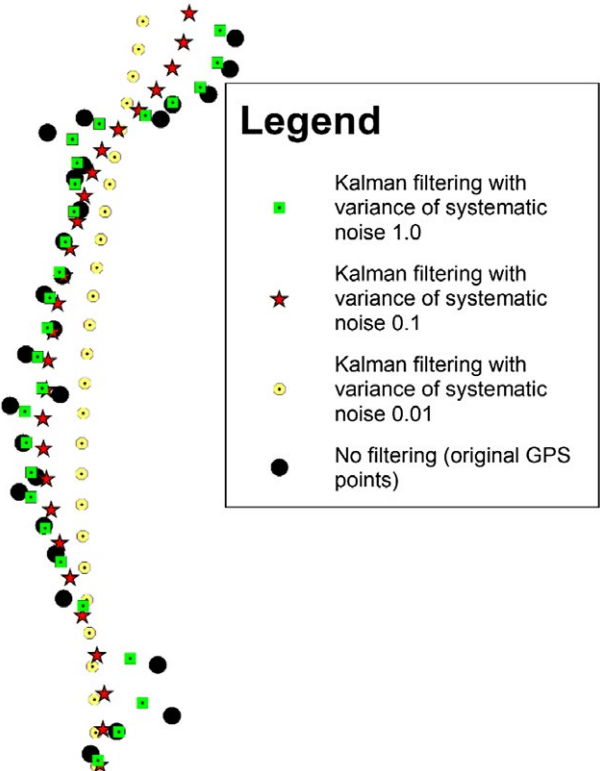 Legend
Kalman filtering with
variance of systematic
noise 1.0
Kalman filtering with
variance of systematic
noise 0.1
Kalman filtering with
variance of systematic
noise 0.01
No filtering (original GPS
points)